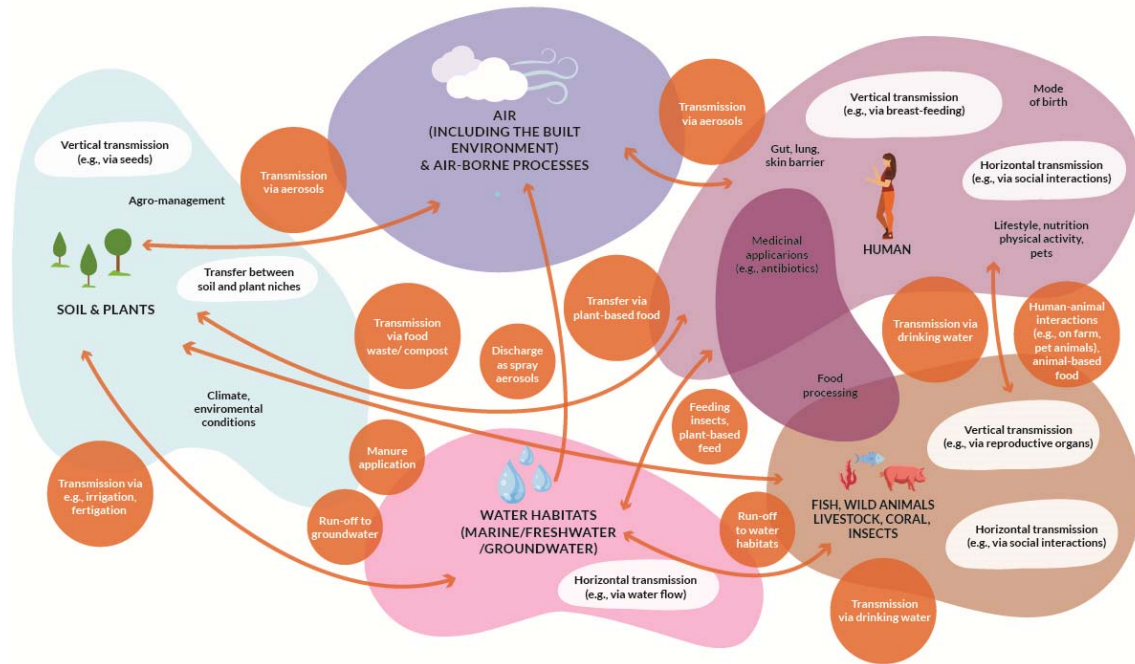 AIR
(INCLUDING THE BUILT
ENVIRONMENT)
& AIR-BORNE PROCESSES
Transmission
via aerosols
Vertical transmission
(e.g., via breast-feeding)
Mode
of birth
Gut, lung,
skin barrier
Horizontal transmission
(e.g., via social interactions)
HUMAN
Lifestyle, nutrition
physical activity,
pets
Medicinal
applicarions
(e.g., antibiotics)
Vertical transmission
(e.g., via seeds)
Agro-management
Transmission
via aerosols
Transfer between
soil and plant niches
SOIL & PLANTS
Climate,
enviromental
conditions
Transmission
via food
waste/ compost
Discharge
as spray
aerosols
Transfer via
plant-based food
Transmission via
drinking water
Human-animal
interactions
(e.g., on farm,
pet animals),
animal-based
food
Food
processing
Feeding
insects,
plant-based
feed
Manure
application
Transmission via
e.g., irrigation,
fertigation
Run-off to
groundwater
WATER HABITATS
(MARINE/FRESHWATER
/GROUNDWATER)
Horizontal transmission
(e.g., via water flow)
Run-off
to water
habitats
Vertical transmission
(e.g., via reproductive organs)
FISH, WILD ANIMALS
LIVESTOCK, CORAL,
INSECTS
Horizontal transmission
(e.g., via social interactions)
Transmission
via drinking water